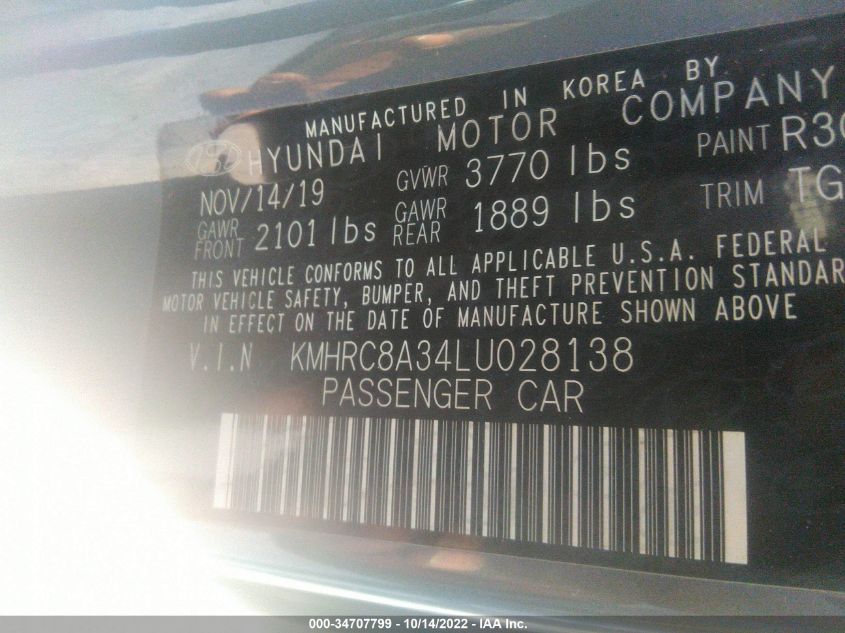 MANUFACTURED IN KOREA BY
HYUNDAI MOTOR COMPANY
NOV/14/19 GVWR 3770 lbs PAINT
GAWR FRONT 2101 lbs GAWR REAR 1889 lbs TRIM TG
THIS VEHICLE CONFORMS TO ALL APPLICABLE U.S.A. FEDERAL
MOTOR VEHICLE SAFETY, BUMPER, AND THEFT PREVENTION STANDAR
IN EFFECT ON THE DATE OF MANUFACTURE SHOWN ABOVE
V.I.N KMHRC8A34LU028138
PASSENGER CAR
000-34707799 - 10/14/2022 - IAA Inc.